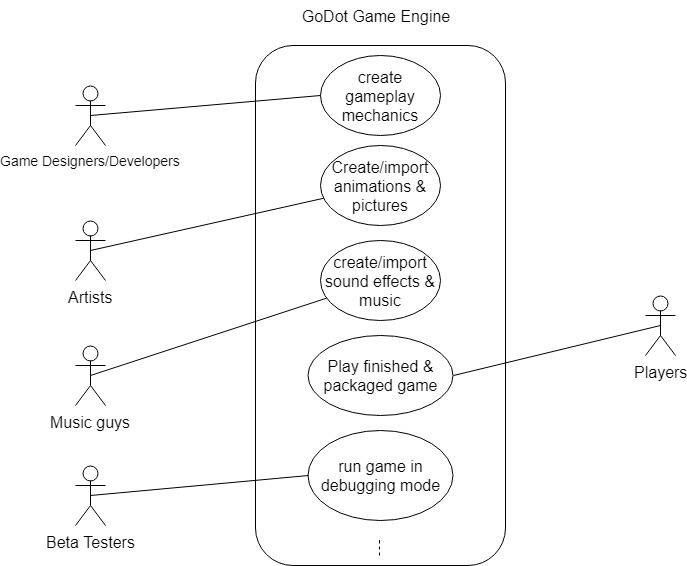 GoDot Game Engine
create
gameplay
mechanics
Game Designers/Developers
Create/import
animations &
pictures
Artists
create/import
sound effects &
music
Music guys
Play finished &
packaged game
Players
run game in
debugging mode
Beta Testers